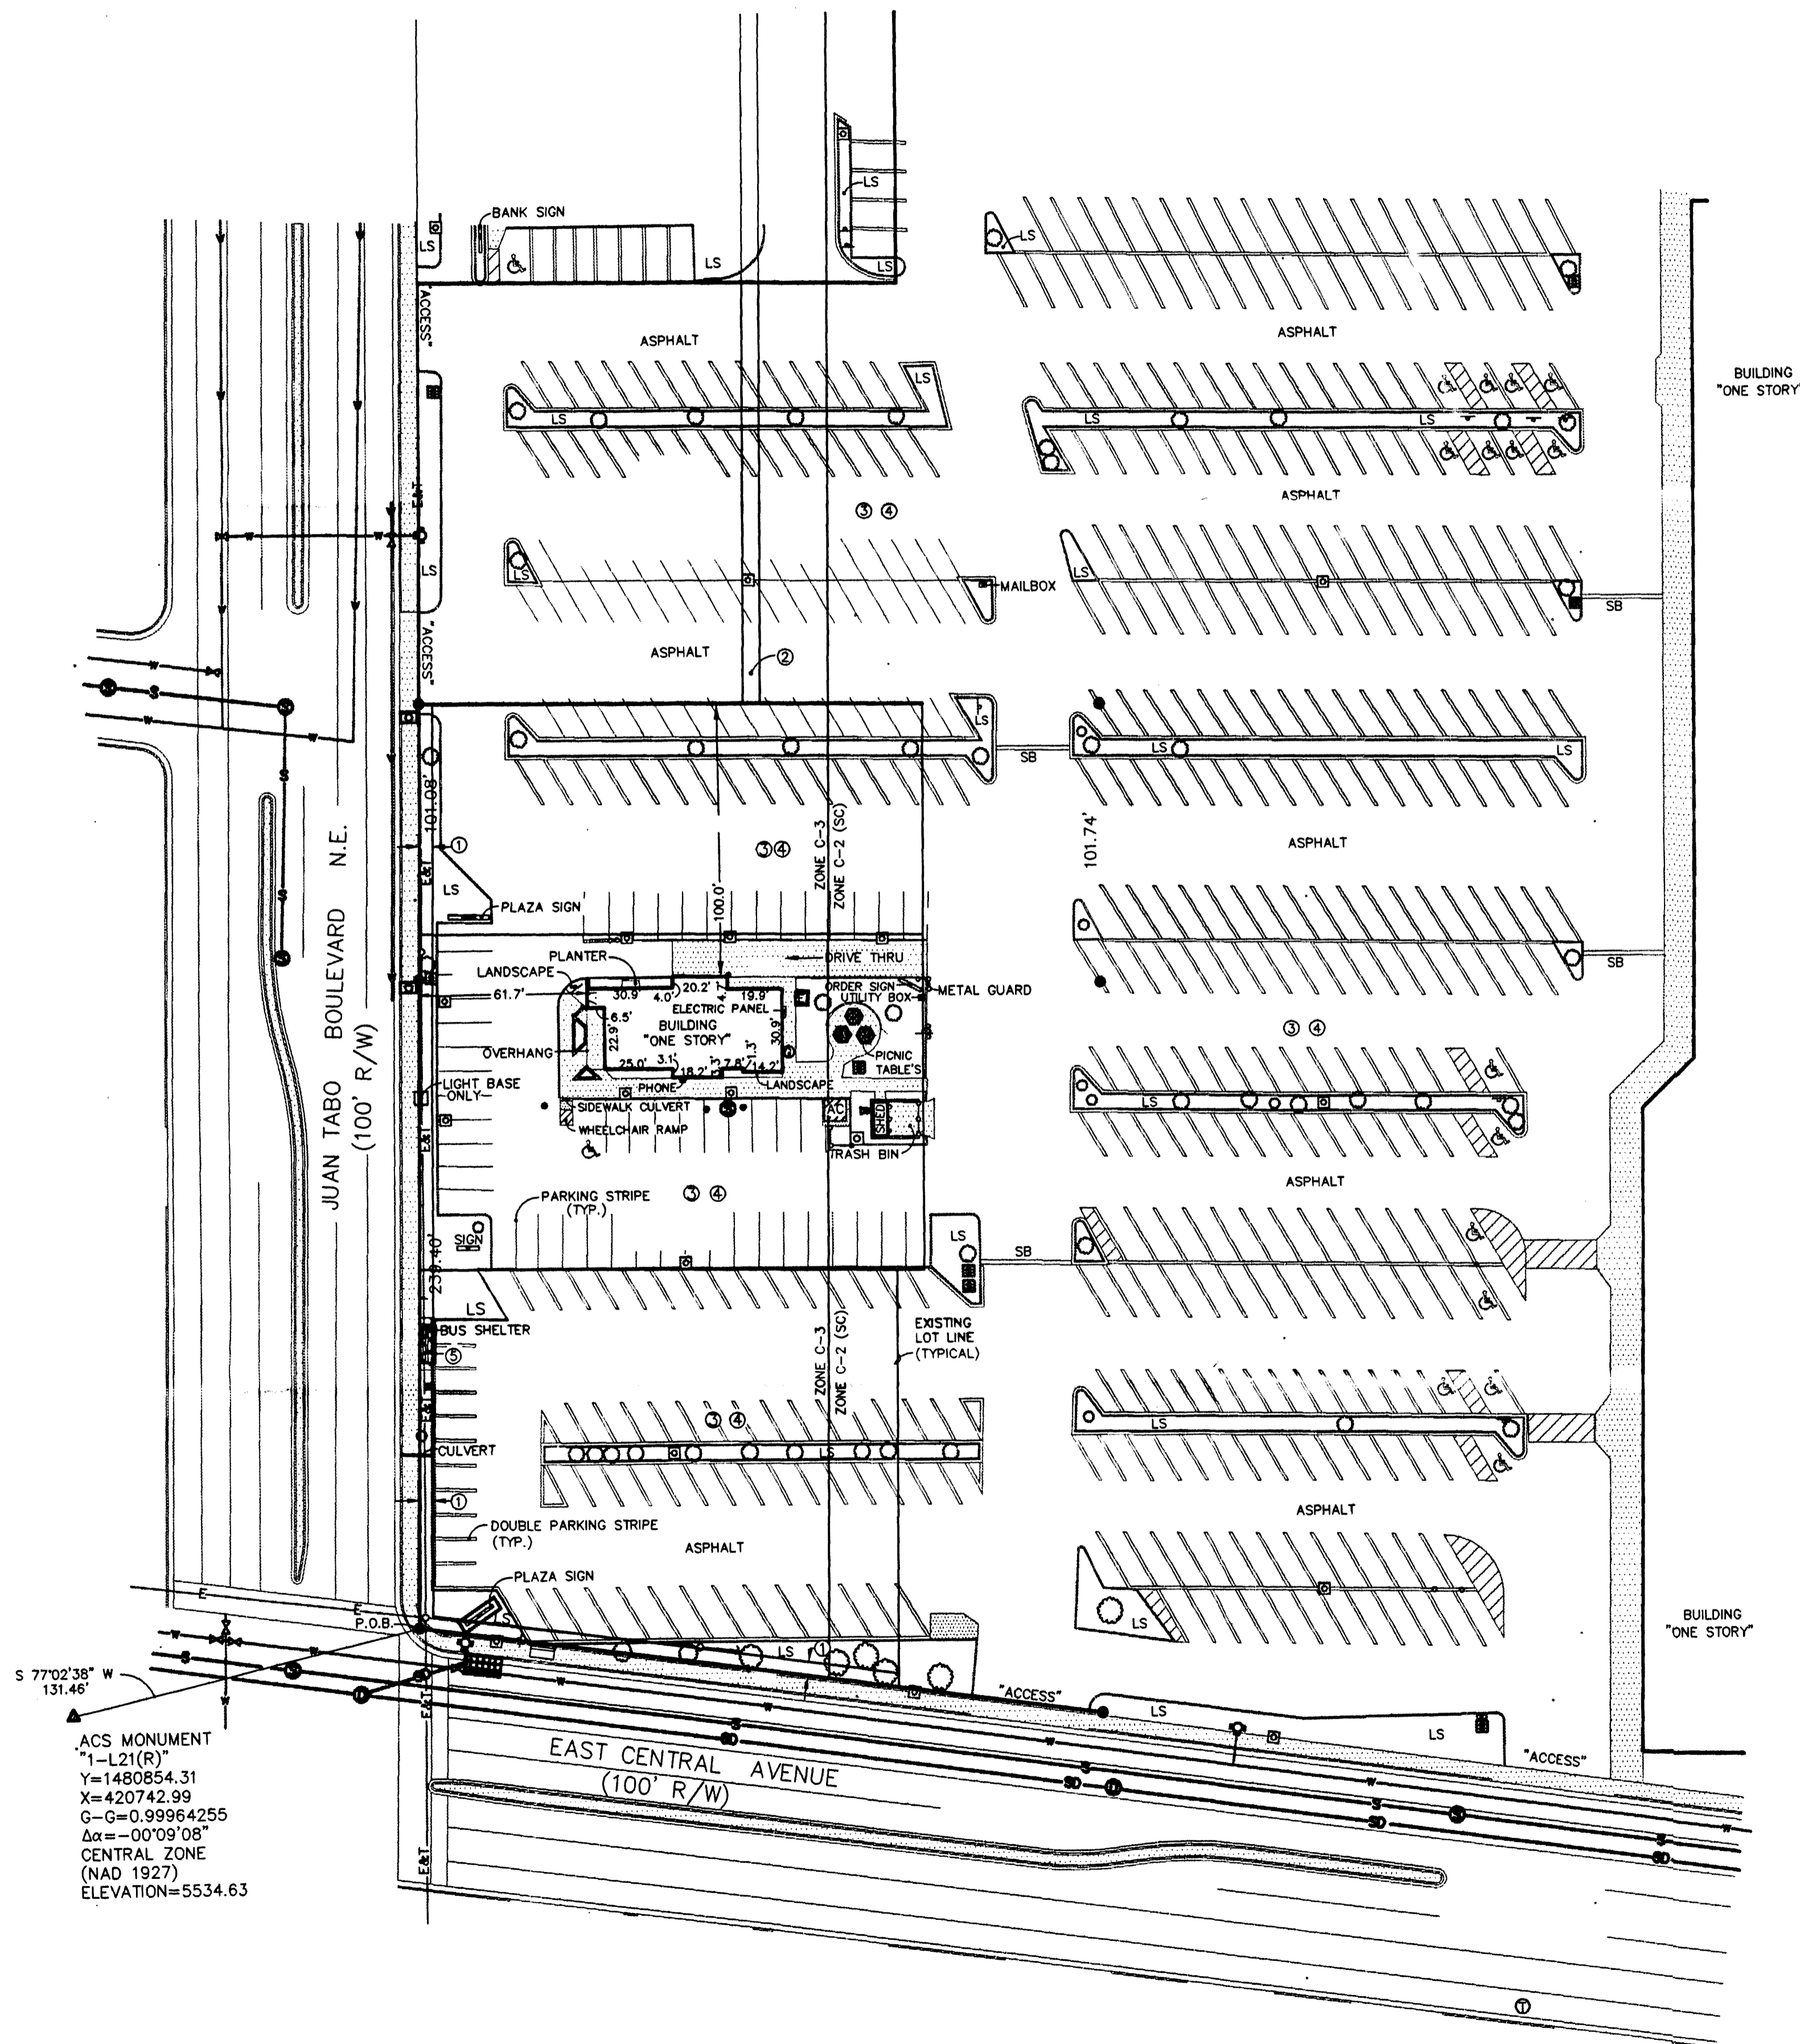 BANK SIGN
LS
LS
LS
LS
LS
"ACCESS"
ASPHALT
ASPHALT
BUILDING
"ONE STORY"
LS
LS
LS
LS
E&T
ASPHALT
③ ④
LS
LS
LS
MAILBOX
SB
"ACCESS"
ASPHALT
②
W
S
W
LS
SB
LS
LS
101.08'
①
E&T
LS
PLAZA SIGN
③④
100.0'
ZONE C-3
ZONE C-2 (SC)
101.74'
ASPHALT
JUAN TABO BOULEVARD N.E.
(100' R/W)
PLANTER
LANDSCAPE
61.7'
DRIVE THRU
ORDER SIGN
UTILITY BOX
METAL GUARD
30.9'
4.0'
20.2'
4.7'
19.9'
6.5'
ELECTRIC PANEL
BUILDING
"ONE STORY"
22.9'
30.9'
OVERHANG
25.0'
3.1'
18.2'
7.8'
1.3'
14.2'
PICNIC
TABLE'S
PHONE
LANDSCAPE
LIGHT BASE
ONLY
SIDEWALK CULVERT
WHEELCHAIR RAMP
AC
SHED
TRASH BIN
SB
③ ④
LS
ASPHALT
E&T
③ ④
PARKING STRIPE
(TYP.)
SIGN
239.40'
LS
SB
LS
BUS SHELTER
⑤
EXISTING
LOT LINE
(TYPICAL)
ZONE C-3
ZONE C-2 (SC)
E&T
③ ④
LS
LS
CULVERT
①
DOUBLE PARKING STRIPE
(TYP.)
ASPHALT
ASPHALT
PLAZA SIGN
E
E
P.O.B.
LS
LS
①
LS
BUILDING
"ONE STORY"
S 77°02'38" W
131.46'
W
S
W
W
E&T
"ACCESS"
LS
LS
"ACCESS"
ACS MONUMENT
"1-L21(R)"
Y=1480854.31
X=420742.99
G-G=0.99964255
Δα=-00°09'08"
CENTRAL ZONE
(NAD 1927)
ELEVATION=5534.63
EAST CENTRAL AVENUE
(100' R/W)
S
SD
W
SD
S
W
SD
S
SD
W
E&T
T